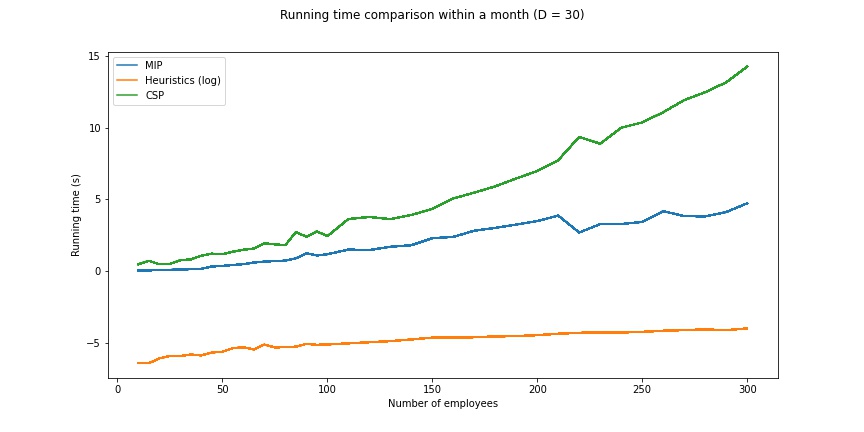 Running time comparison within a month (D = 30)
MIP
Heuristics (log)
CSP
15
10
5
0
−5
Running time (s)
0 50 100 150 200 250 300
Number of employees